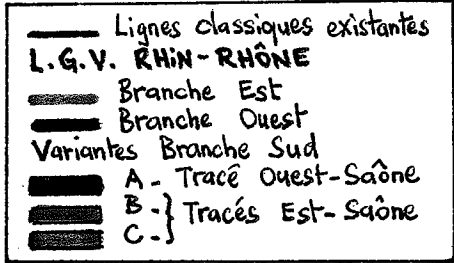 Lignes classiques existantes
L.G.V. RHiN-RHÔNE
Branche Est
Branche Ouest
Variantes Branche Sud
A - Tracé Ouest-Saône
B - } Tracés Est-Saône
C -